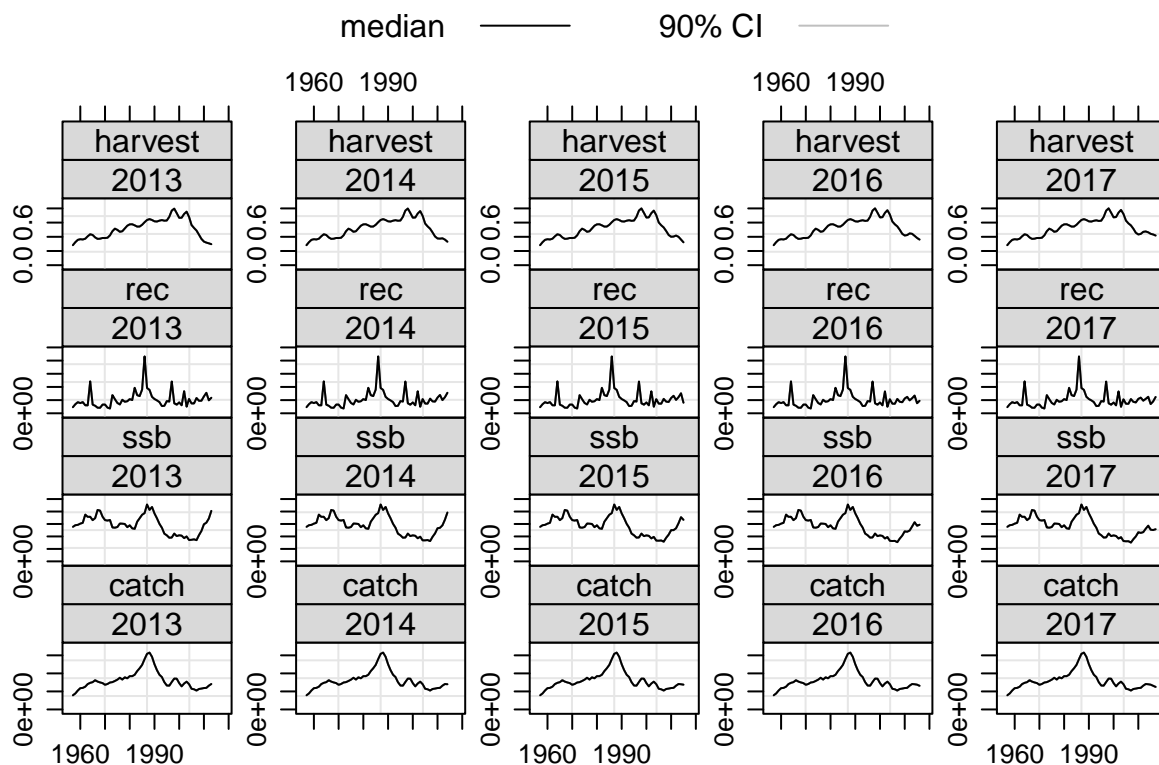 median 90% CI
1960 1990 1960 1990
harvest harvest harvest harvest harvest
2013 2014 2015 2016 2017
0.0 0.6 0.0 0.6 0.0 0.6 0.0 0.6 0.0 0.6
rec rec rec rec rec
2013 2014 2015 2016 2017
0e+00 0e+00 0e+00 0e+00 0e+00
ssb ssb ssb ssb ssb
2013 2014 2015 2016 2017
0e+00 0e+00 0e+00 0e+00 0e+00
catch catch catch catch catch
2013 2014 2015 2016 2017
0e+00 0e+00 0e+00 0e+00 0e+00
1960 1990 1960 1990 1960 1990